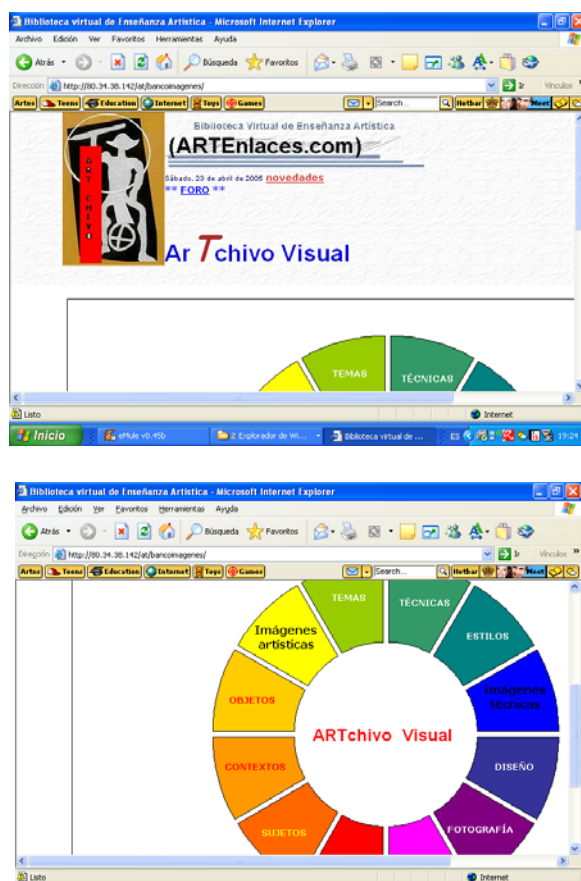 Biblioteca virtual de Enseñanza Artística - Microsoft Internet Explorer
Archivo Edición Ver Favoritos Herramientas Ayuda
Atrás Búsqueda Favoritos
Dirección http://80.34.38.142/at/bancoimagenes/ Ir Vínculos
Artes Teens Education Internet Toys Games Search... Hotbar Meet
Biblioteca Virtual de Enseñanza Artística
(ARTEnlaces.com)
Sábado, 23 de abril de 2005 novedades
** FORO **
ART CHIVO
Ar Tchivo Visual
TEMAS TÉCNICAS
Listo Internet
Inicio eMule v0.45b 2 Explorador de Wi... Biblioteca virtual de ... ES 19:24
Biblioteca virtual de Enseñanza Artística - Microsoft Internet Explorer
Archivo Edición Ver Favoritos Herramientas Ayuda
Atrás Búsqueda Favoritos
Dirección http://80.34.38.142/at/bancoimagenes/ Ir Vínculos
Artes Teens Education Internet Toys Games Search... Hotbar Meet
TEMAS TÉCNICAS
Imágenes
artísticas
ESTILOS
OBJETOS
Imágenes
técnicas
ARTchivo Visual
CONTEXTOS
DISEÑO
SUJETOS
FOTOGRAFÍA
Listo Internet